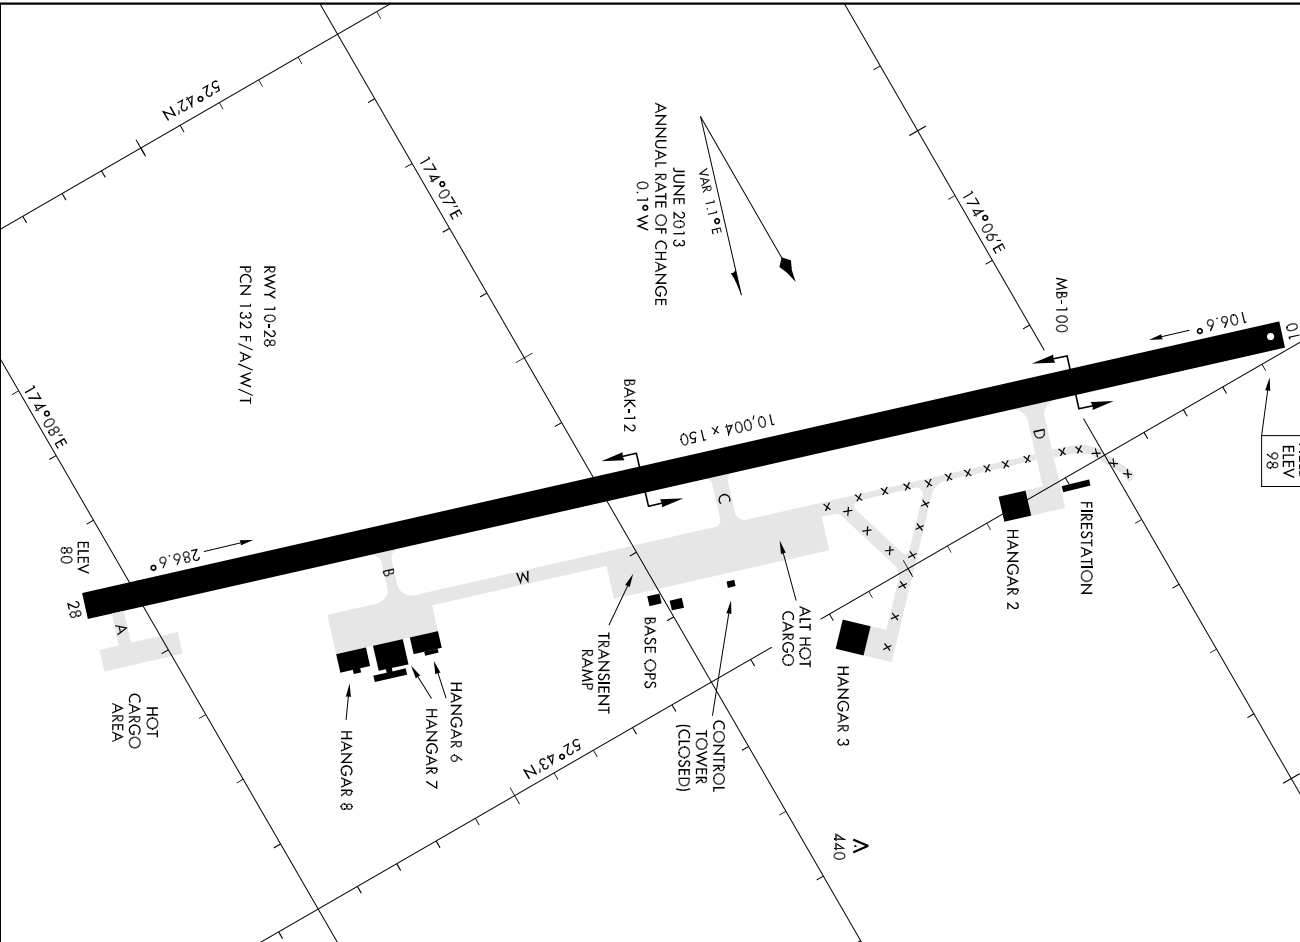 52°42'N
174°07'E
174°06'E
174°08'E
JUNE 2013
ANNUAL RATE OF CHANGE
0.1°W
VAR 1.1°E
RWY 10-28
PCN 132 F/A/W/T
MB-100
106.6°
10
ELEV
98
BAK-12
10,004 x 150
D
C
B
W
A
FIRESTATION
HANGAR 2
HANGAR 3
ALT HOT
CARGO
CONTROL
TOWER
(CLOSED)
BASE OPS
TRANSIENT
RAMP
HANGAR 6
HANGAR 7
HANGAR 8
HOT
CARGO
AREA
286.6°
ELEV
80
28
52°43'N
440